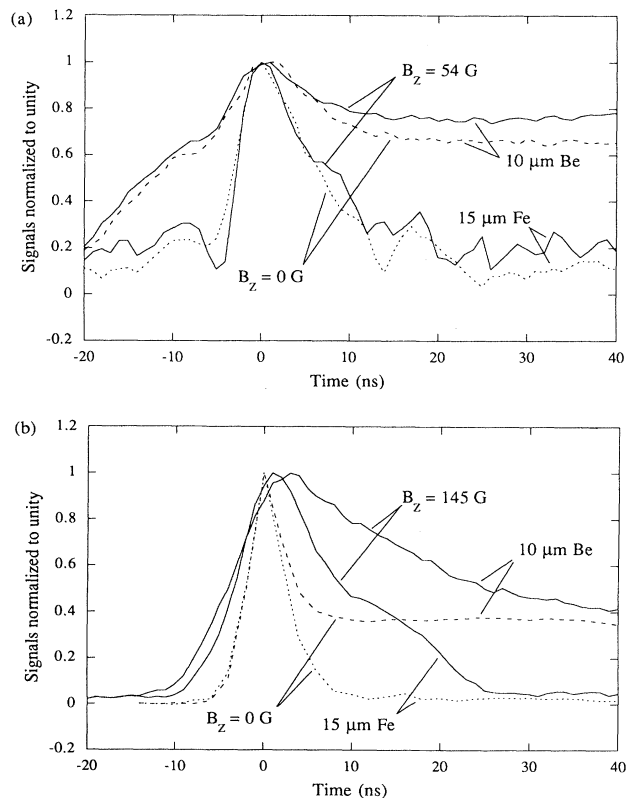 (a)
1.2
1
0.8
0.6
0.4
0.2
0
-0.2
Signals normalized to unity
B_Z = 54 G
10 μm Be
15 μm Fe
B_Z = 0 G
-20 -10 0 10 20 30 40
Time (ns)
(b)
1.2
1
0.8
0.6
0.4
0.2
0
-0.2
Signals normalized to unity
B_Z = 145 G
10 μm Be
B_Z = 0 G
15 μm Fe
-20 -10 0 10 20 30 40
Time (ns)